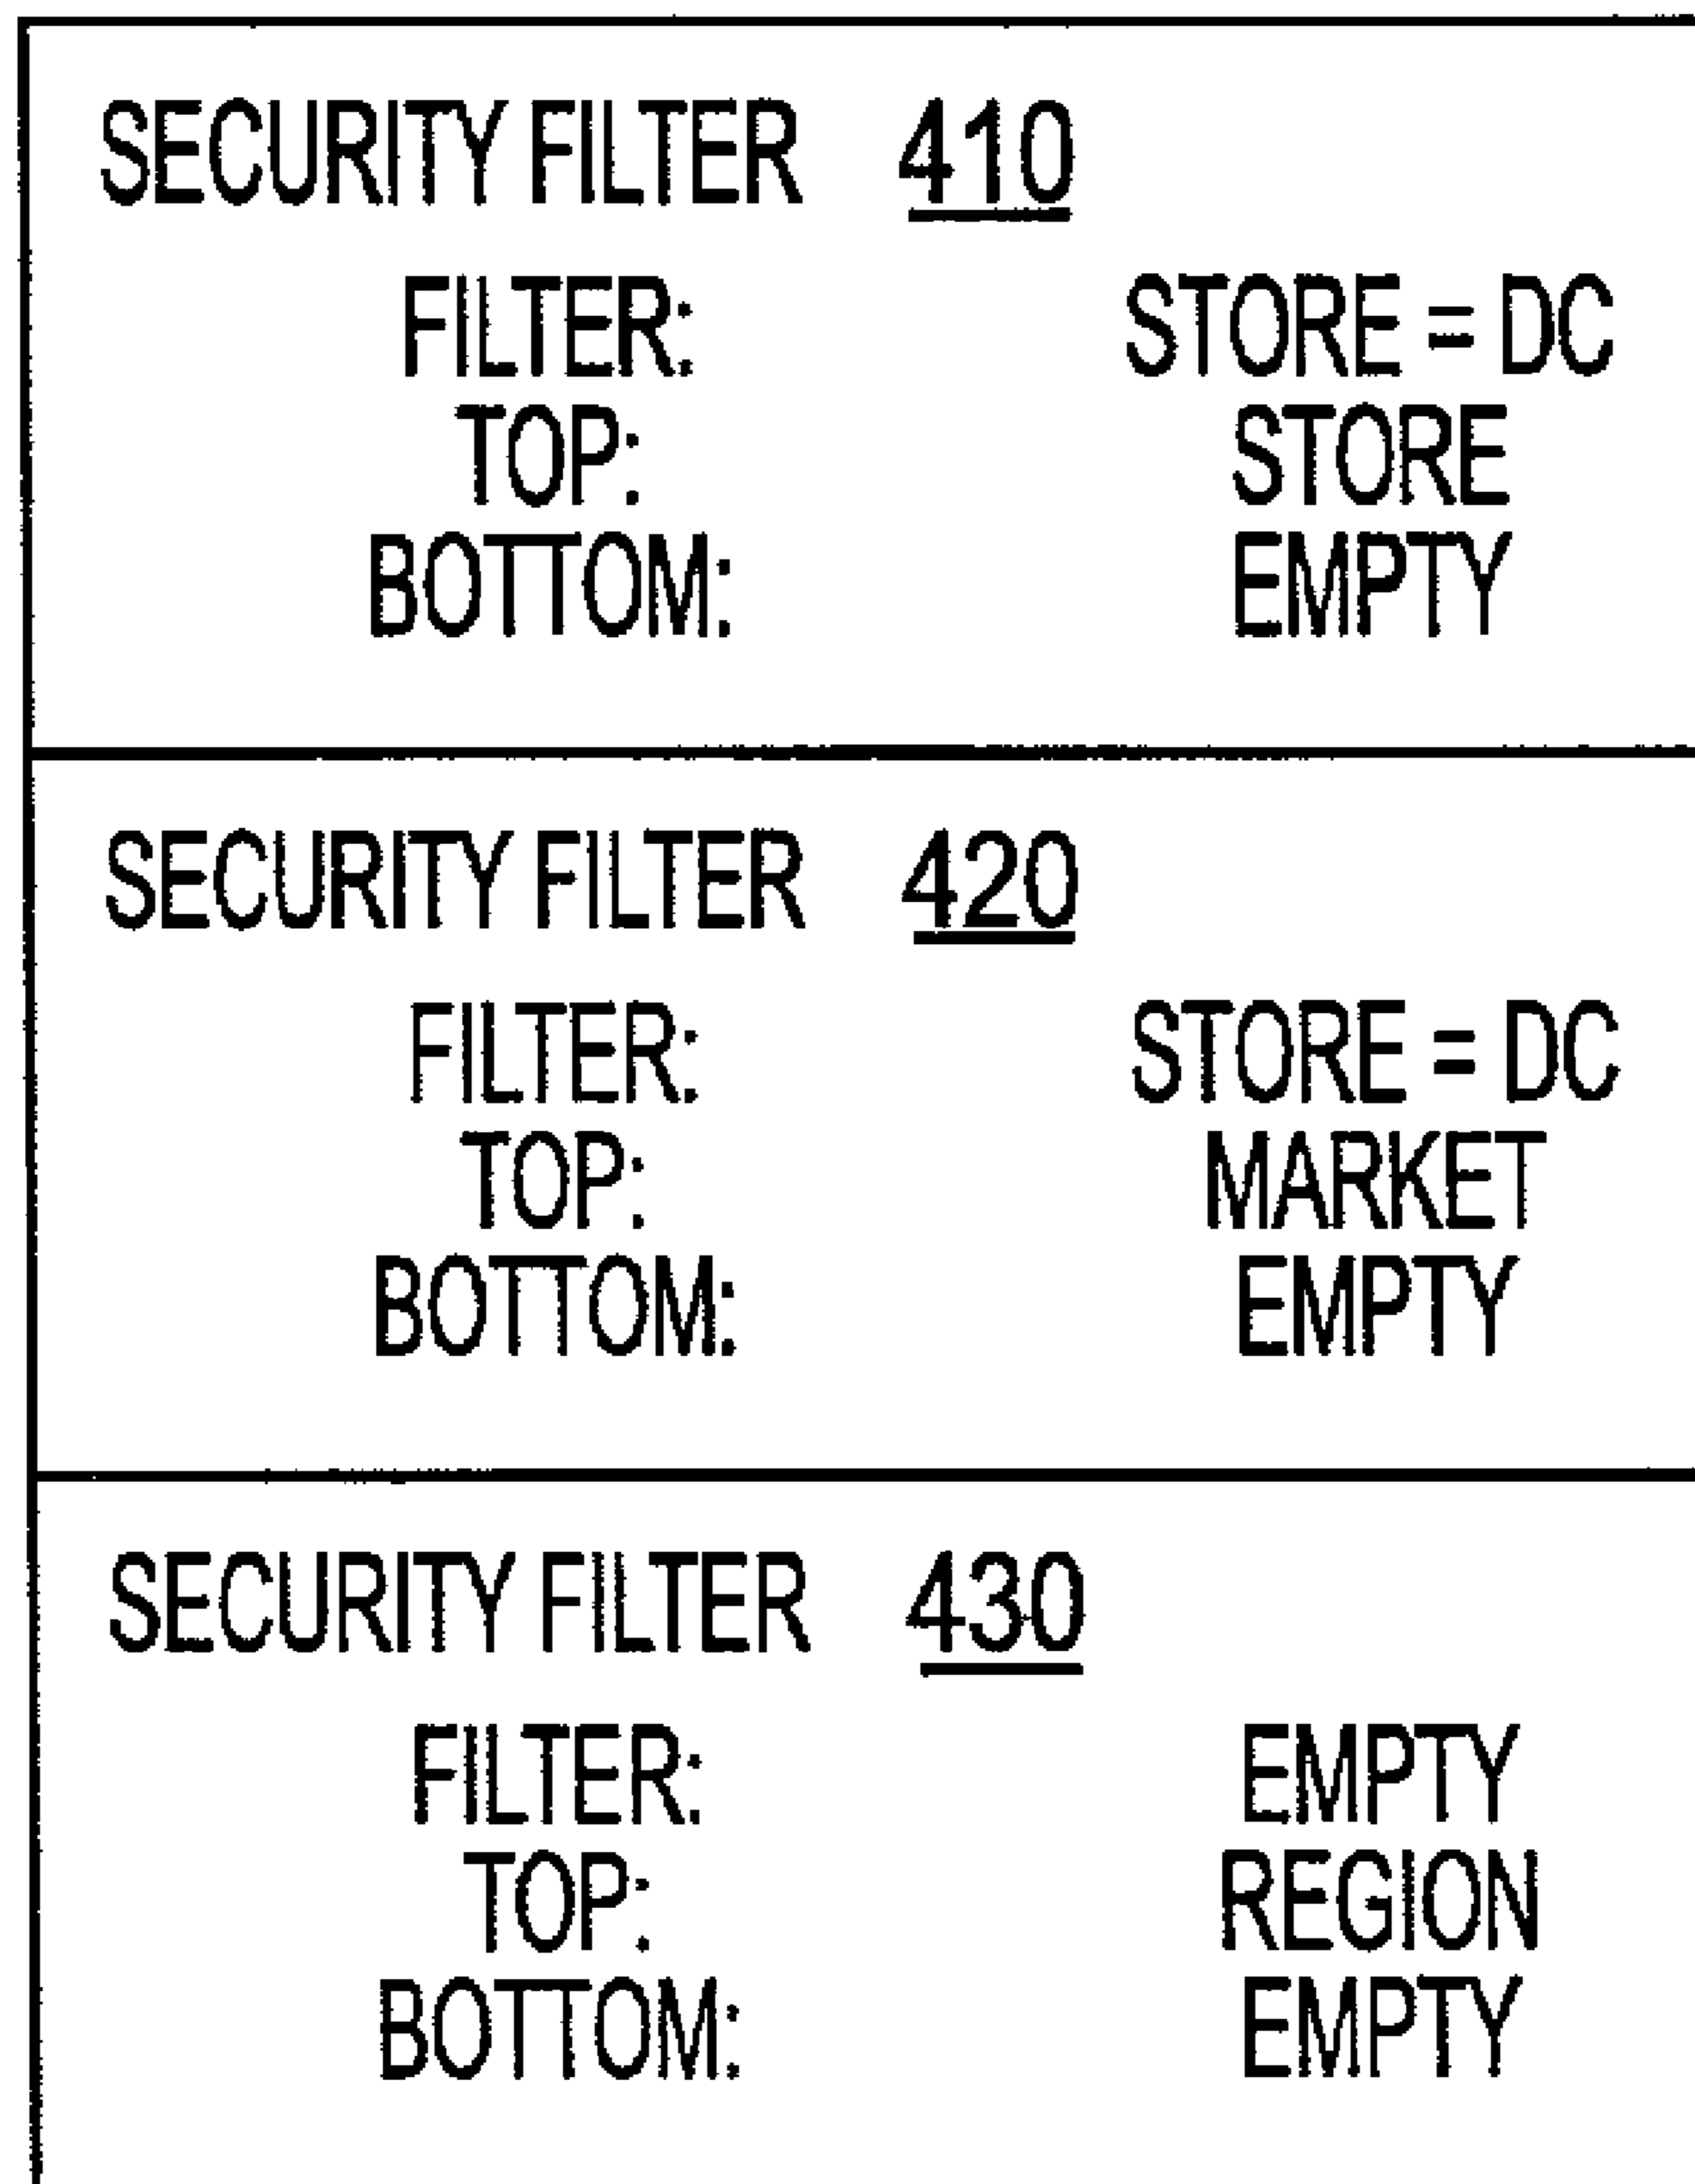 SECURITY FILTER 410
FILTER: STORE = DC
TOP: STORE
BOTTOM: EMPTY
SECURITY FILTER 420
FILTER: STORE = DC
TOP: MARKET
BOTTOM: EMPTY
SECURITY FILTER 430
FILTER: EMPTY
TOP: REGION
BOTTOM: EMPTY